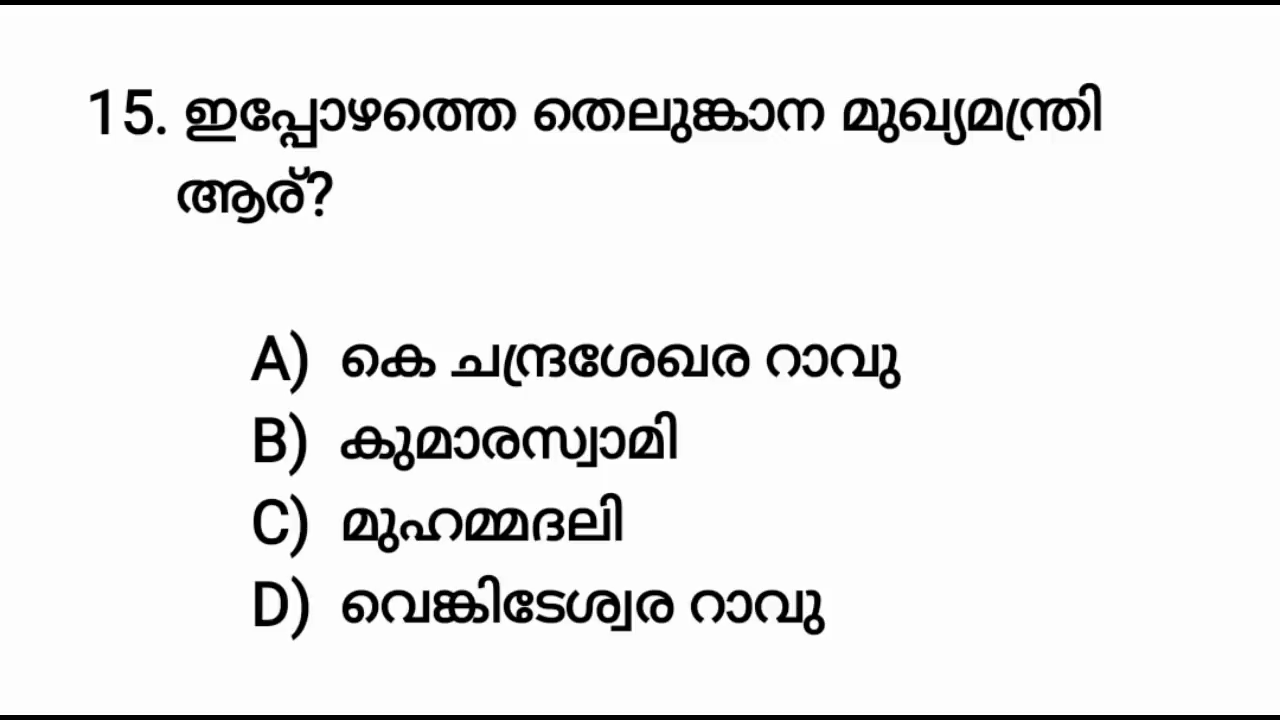 15. ഇപ്പോഴത്തെ തെലുങ്കാന മുഖ്യമന്ത്രി
ആര്?
A) കെ ചന്ദ്രശേഖര റാവു
B) കുമാരസ്വാമി
C) മുഹമ്മദലി
D) വെങ്കിടേശ്വര റാവു